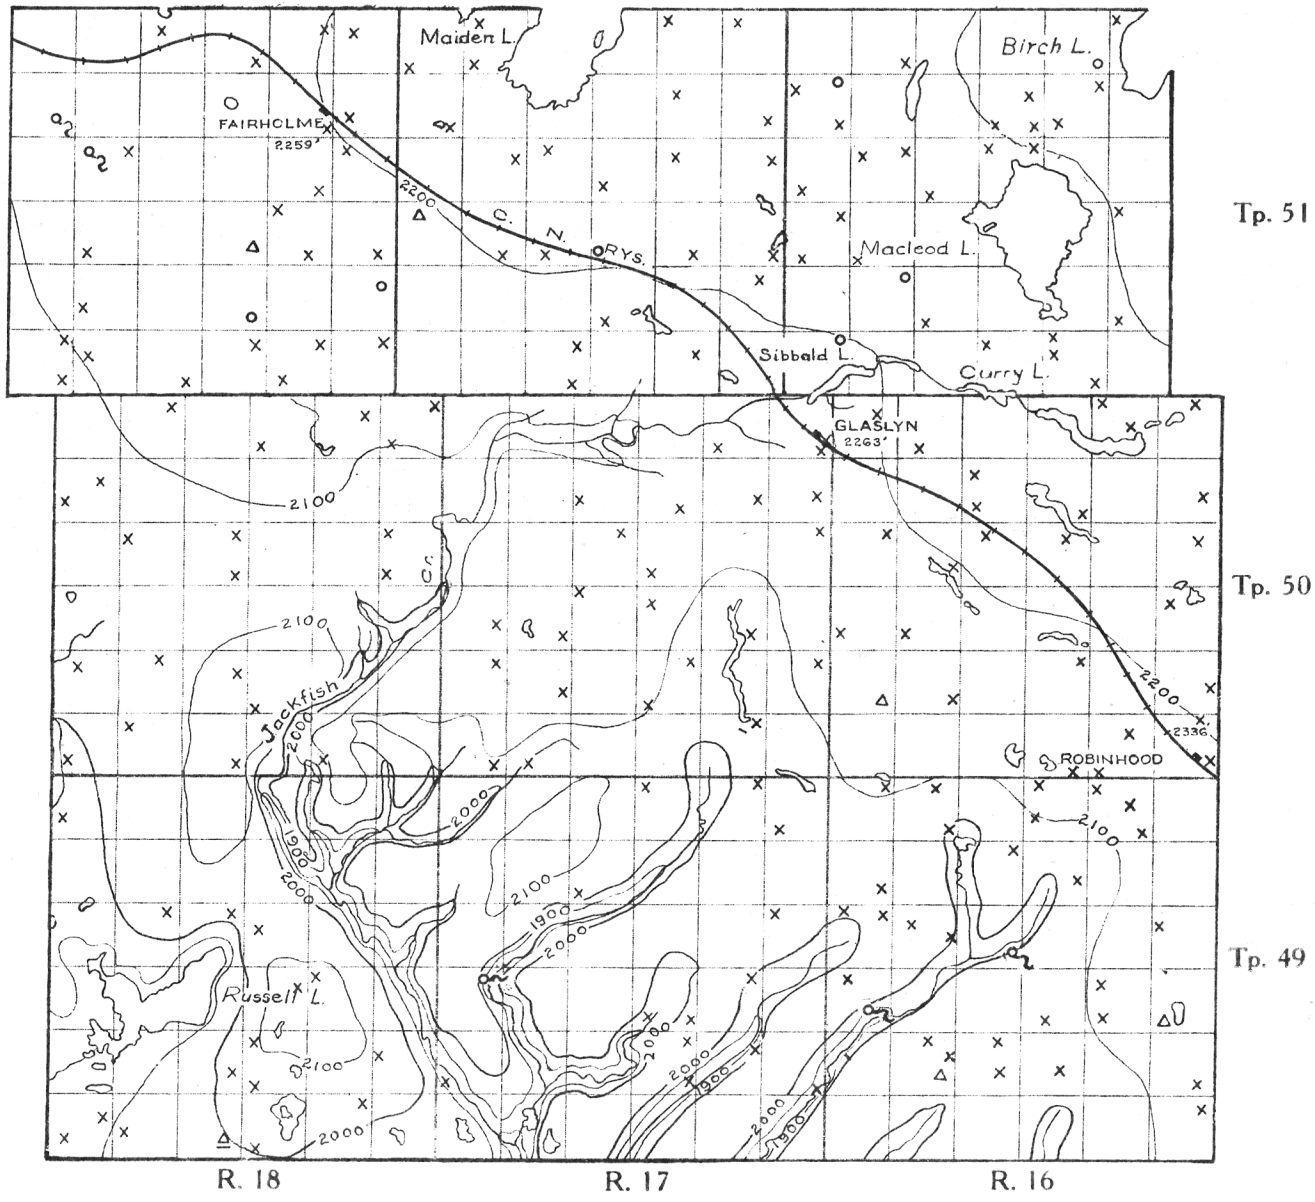 Maiden L.
Birch L.
FAIRHOLME
2259'
2200
C. N. RYS.
Macleod L.
Tp. 51
Sibbald L.
Curry L.
GLASLYN
2263'
2100
Cr.
Tp. 50
2100
Jackfish
2000
2200
2336'
ROBINHOOD
2000
1900
2100
2000
2100
1900
2000
Tp. 49
Russell L.
2100
2000
2000
1900
2000
1900
2000
R. 18
R. 17
R. 16